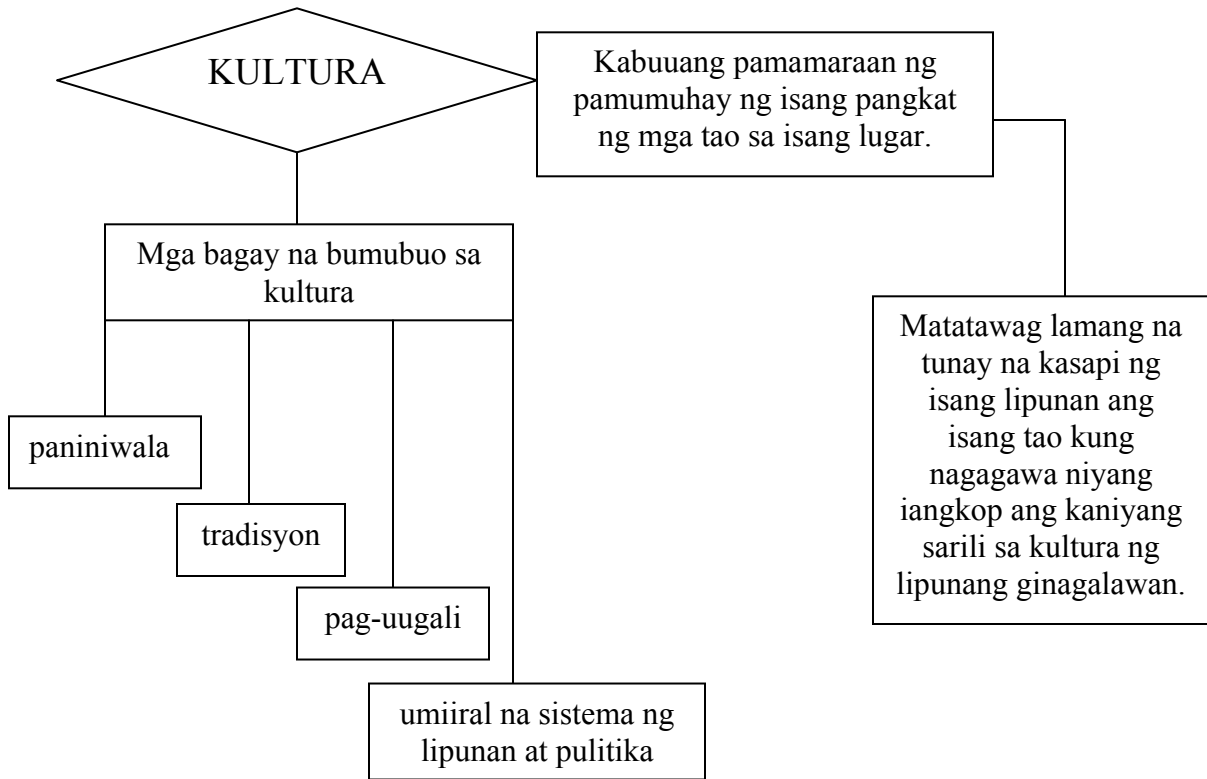 KULTURA
Kabuuang pamamaraan ng
pamumuhay ng isang pangkat
ng mga tao sa isang lugar.
Mga bagay na bumubuo sa
kultura
paniniwala
tradisyon
pag-uugali
umiiral na sistema ng
lipunan at pulitika
Matatawag lamang na
tunay na kasapi ng
isang lipunan ang
isang tao kung
nagagawa niyang
iangkop ang kaniyang
sarili sa kultura ng
lipunang ginagalawan.